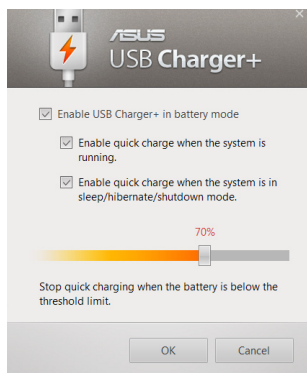 ASUS
USB Charger+
Enable USB Charger+ in battery mode
Enable quick charge when the system is
running.
Enable quick charge when the system is in
sleep/hibernate/shutdown mode.
70%
Stop quick charging when the battery is below the
threshold limit.
OK
Cancel